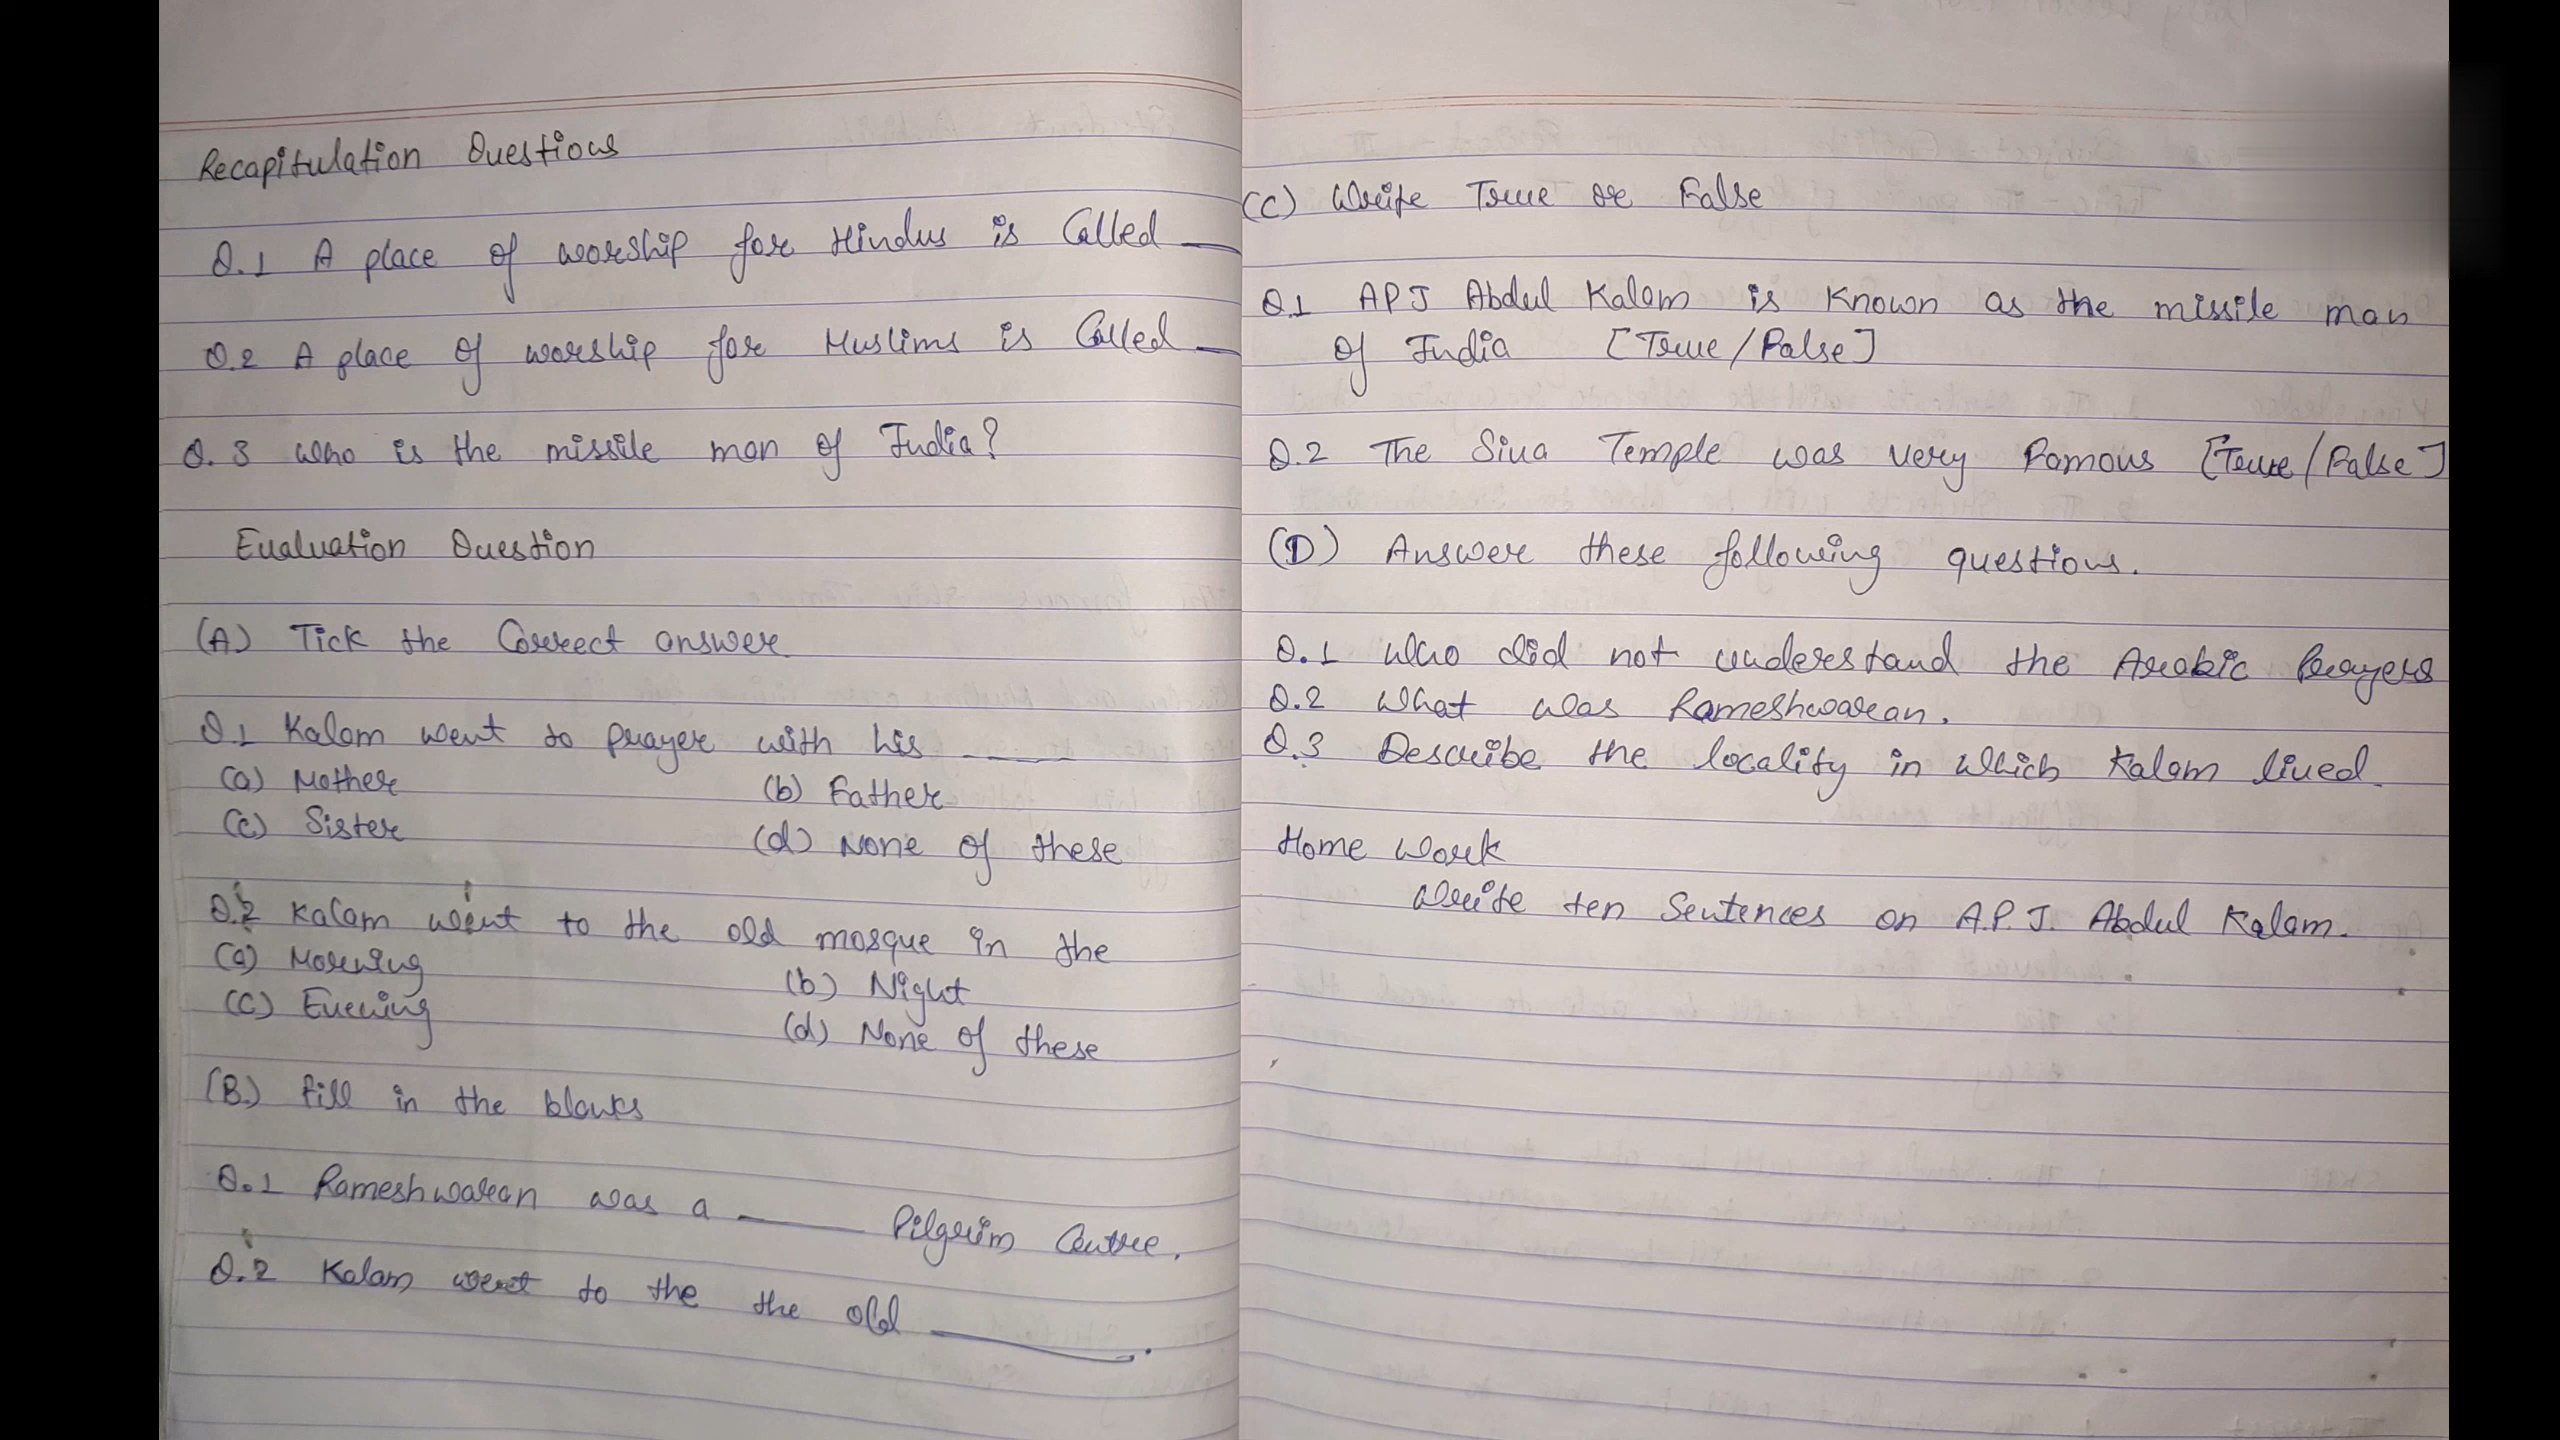 Recapitulation Questions
Q.1 A place of worship for Hindus is Called
Q.2 A place of worship for Muslims is Called
Q. 3 Who is the missile man of India?
Evaluation Question
(A) Tick the Correct answer
Q.1 Kalam went to prayer with his ____
(a) Mother (b) Father
(c) Sister (d) None of these
Q.2 Kalam went to the old mosque in the
(a) Morning (b) Night
(c) Evening (d) None of these
(B.) Fill in the blanks
Q.1 Rameshwaran was a ____ Pilgrim Centre.
Q.2 Kalam went to the the old ____.
(C) Write True or False
Q.1 APJ Abdul Kalam is Known as the missile man
of India [True/False]
Q.2 The Siva Temple was very Famous [True/False]
(D) Answer these following questions.
Q.1 Who did not understand the Arabic Prayers
Q.2 What was Rameshwaran.
Q.3 Describe the locality in which Kalam lived.
Home Work
Write ten Sentences on A.P.J. Abdul Kalam.